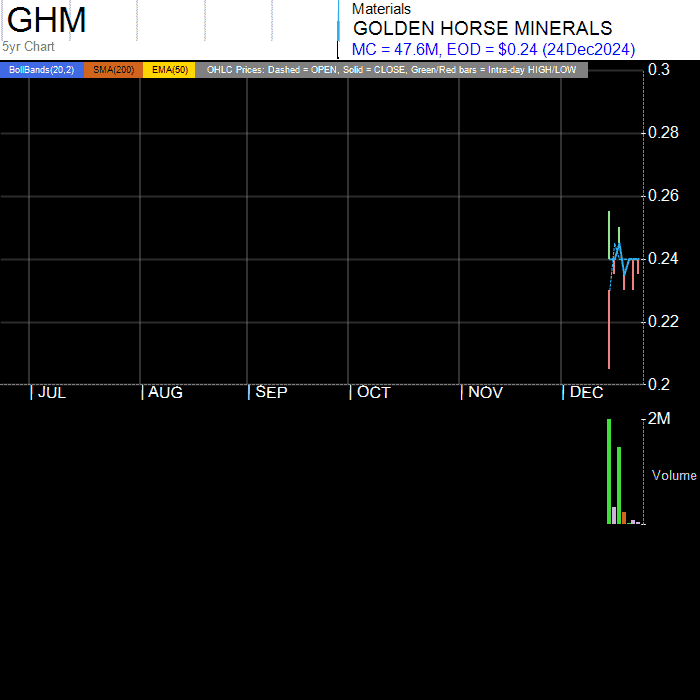 GHM
5yr Chart
Materials
GOLDEN HORSE MINERALS
MC = 47.6M, EOD = $0.24 (24Dec2024)
BollBands(20,2) SMA(200) EMA(50) OHLC Prices: Dashed = OPEN, Solid = CLOSE, Green/Red bars = Intra-day HIGH/LOW
0.3
0.28
0.26
0.24
0.22
0.2
JUL AUG SEP OCT NOV DEC
2M
Volume